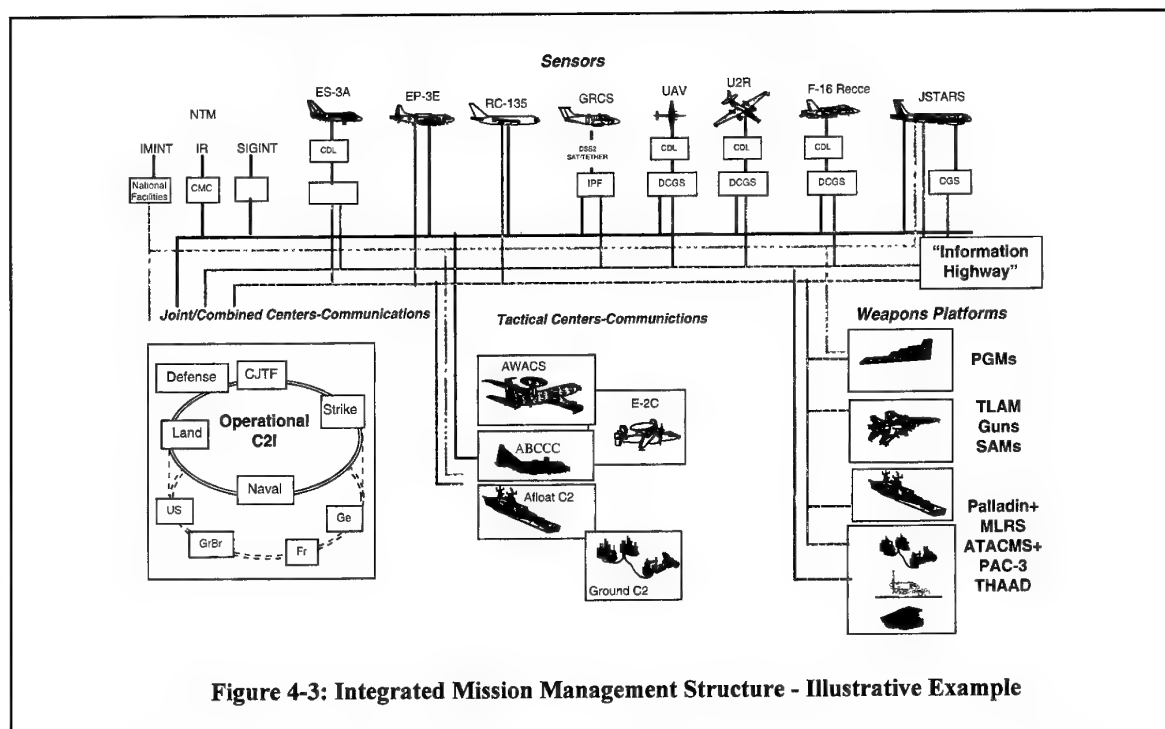 Sensors
NTM
ES-3A
EP-3E
RC-135
GRCS
UAV
U2R
F-16 Recce
JSTARS
IMINT
IR
SIGINT
National
Facilities
CMC
CDL
DSS2
SAT/TETHER
IPF
CDL
DCGS
CDL
DCGS
CDL
DCGS
CGS
"Information
Highway"
Joint/Combined Centers-Communications
Defense
CJTF
Strike
Land
Operational
C2I
Naval
US
GrBr
Fr
Ge
Tactical Centers-Communictions
AWACS
E-2C
ABCCC
Afloat C2
Ground C2
Weapons Platforms
PGMs
TLAM
Guns
SAMs
Palladin+
MLRS
ATACMS+
PAC-3
THAAD
Figure 4-3: Integrated Mission Management Structure - Illustrative Example